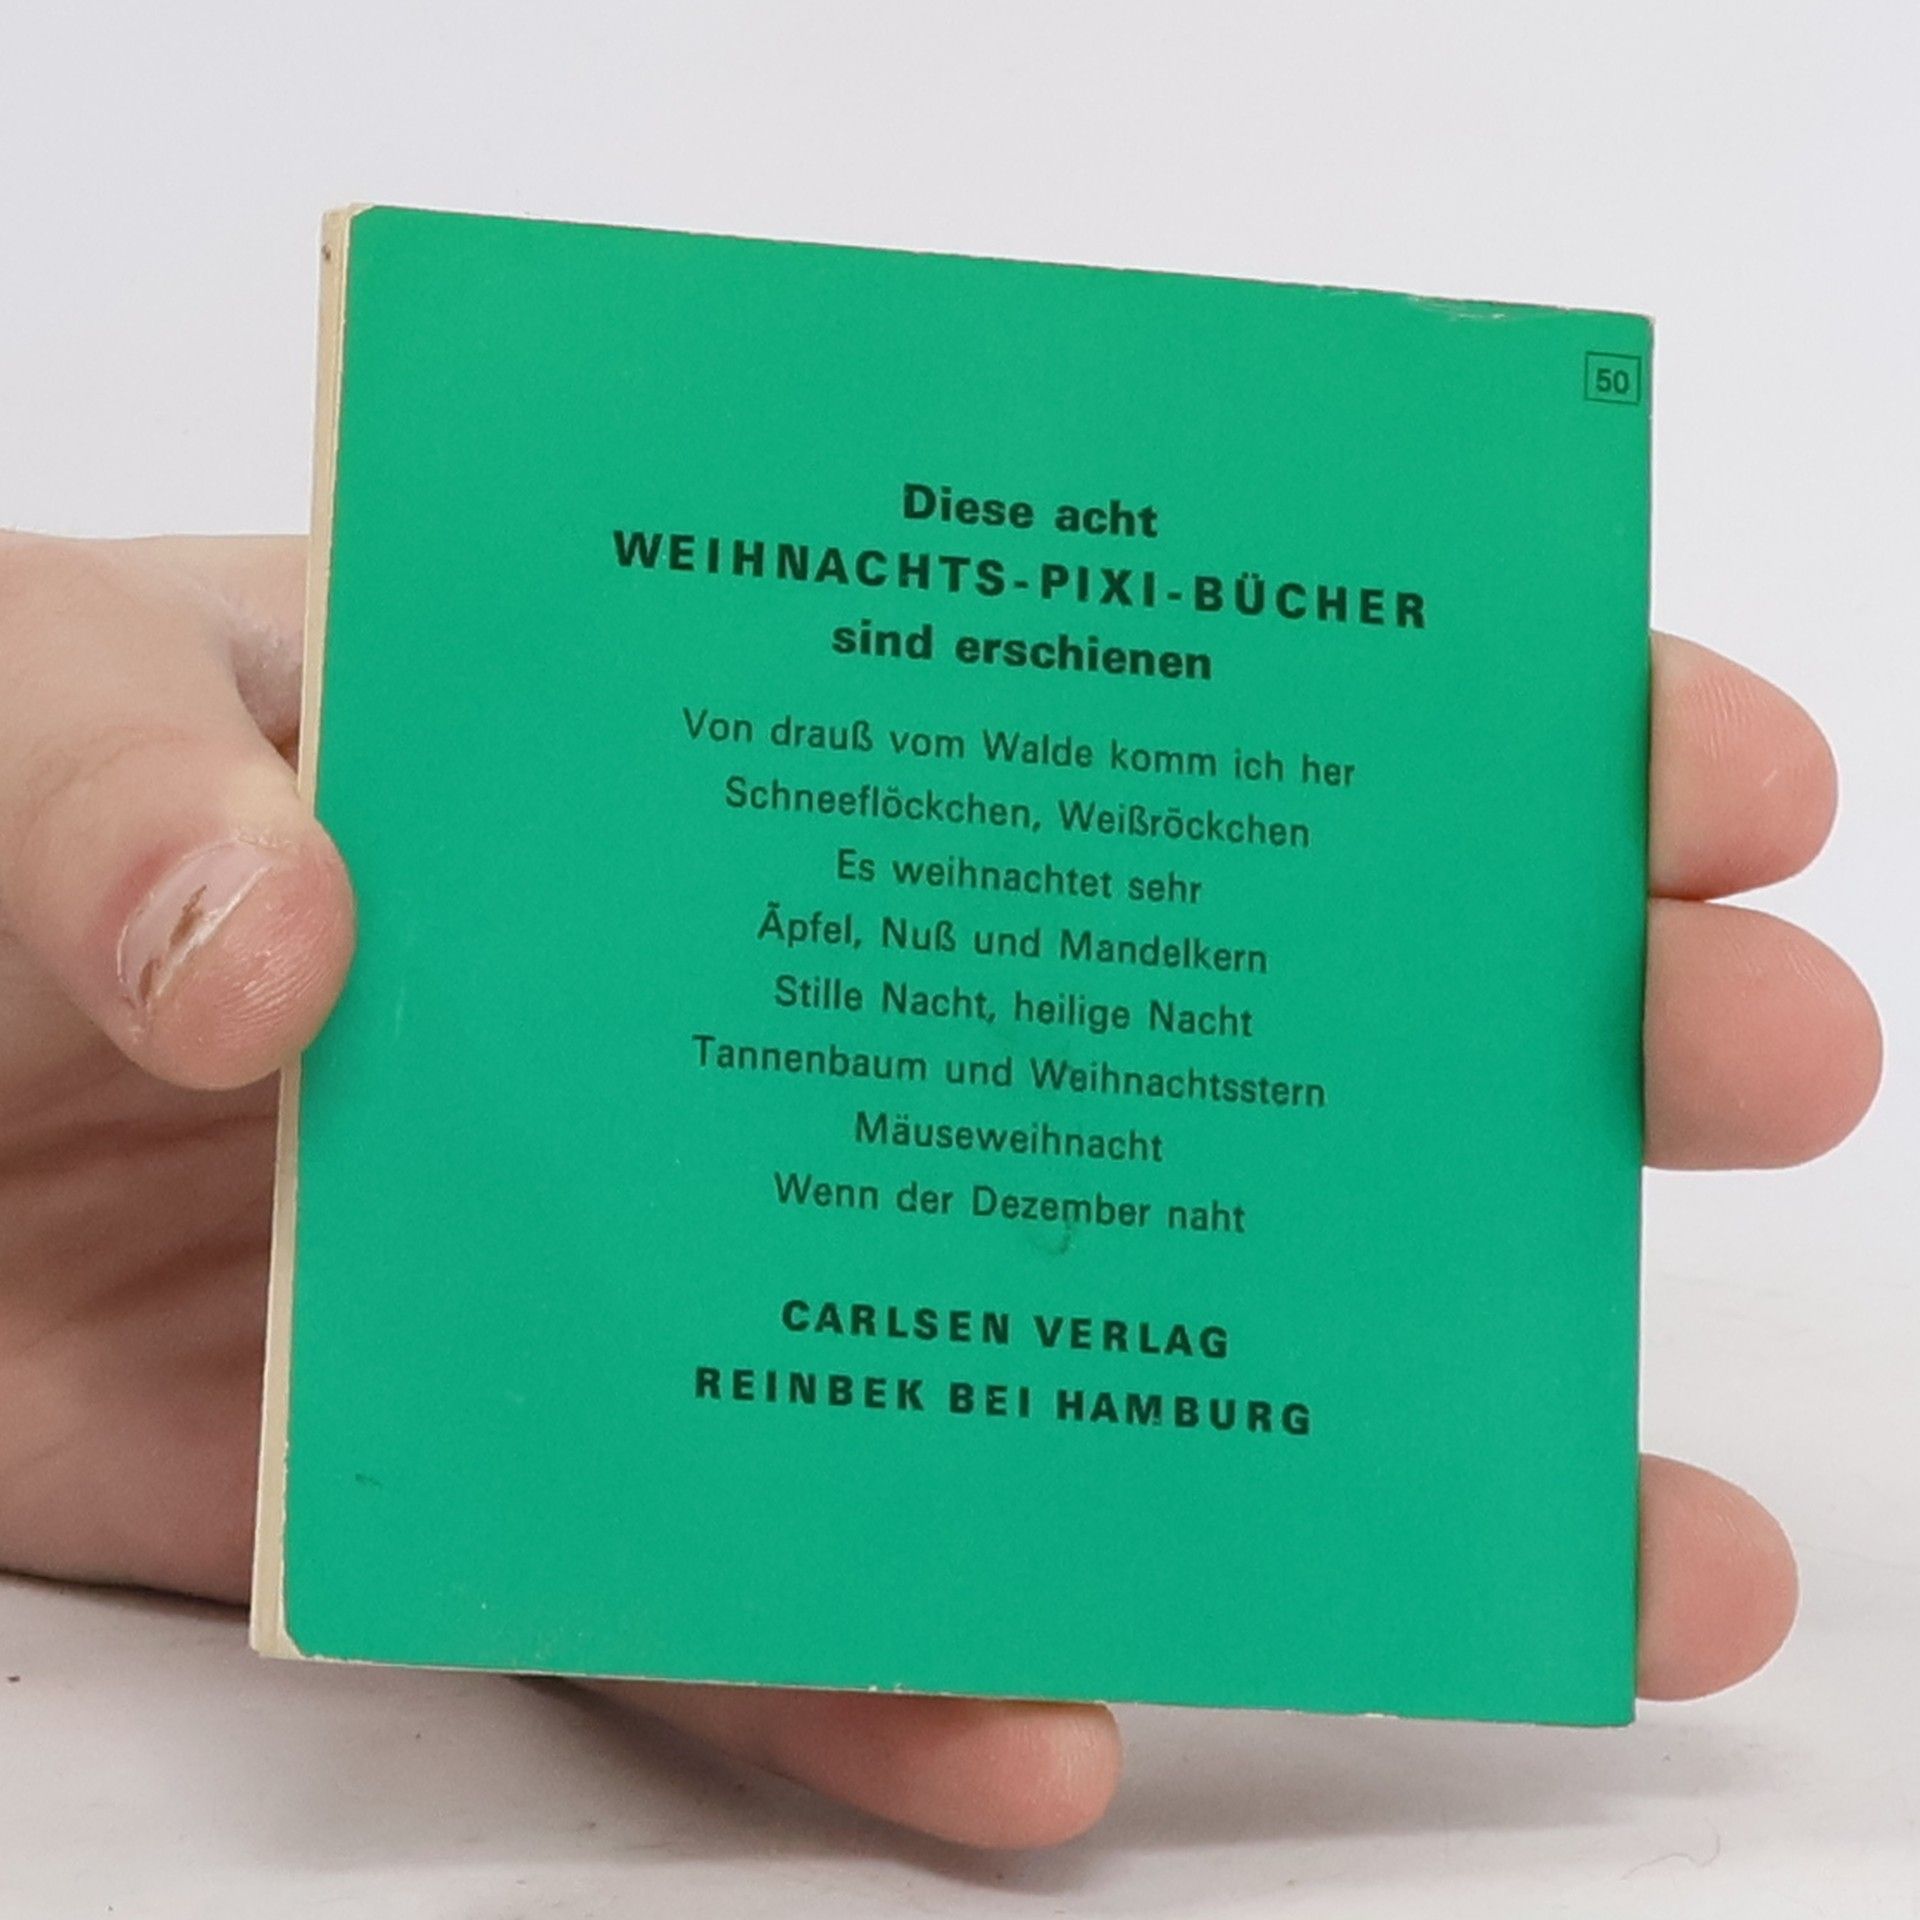 50
Diese acht
WEIHNACHTS-PIXI-BÜCHER
sind erschienen
Von drauß vom Walde komm ich her
Schneeflöckchen, Weißröckchen
Es weihnachtet sehr
Äpfel, Nuß und Mandelkern
Stille Nacht, heilige Nacht
Tannenbaum und Weihnachtsstern
Mäuseweihnacht
Wenn der Dezember naht
CARLSEN VERLAG
REINBEK BEI HAMBURG